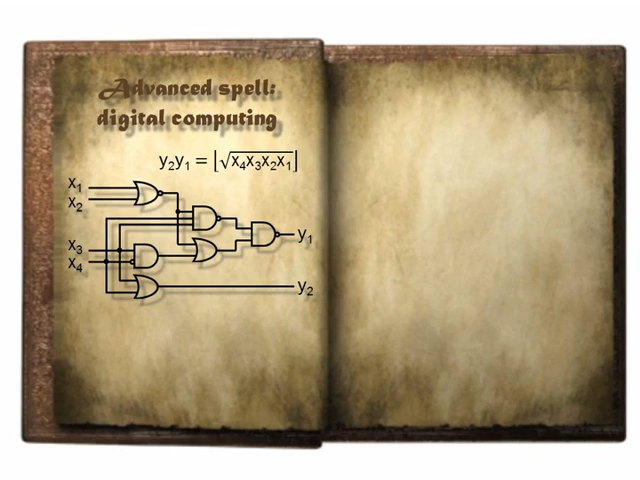 Advanced spell:
digital computing
y₂y₁ = ⌊√x₄x₃x₂x₁⌋
x₁
x₂
x₃
x₄
y₁
y₂